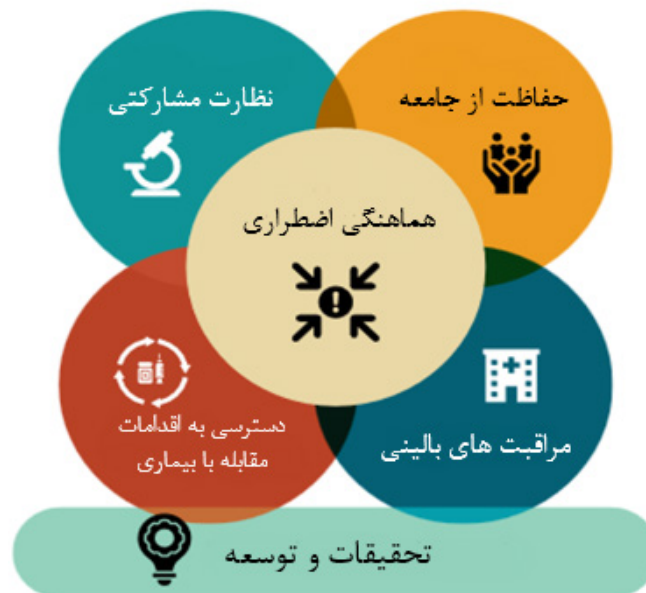 حفاظت از جامعه
نظارت مشارکتی
هماهنگی اضطراری
مراقبت های بالینی
دسترسی به اقدامات
مقابله با بیماری
تحقیقات و توسعه